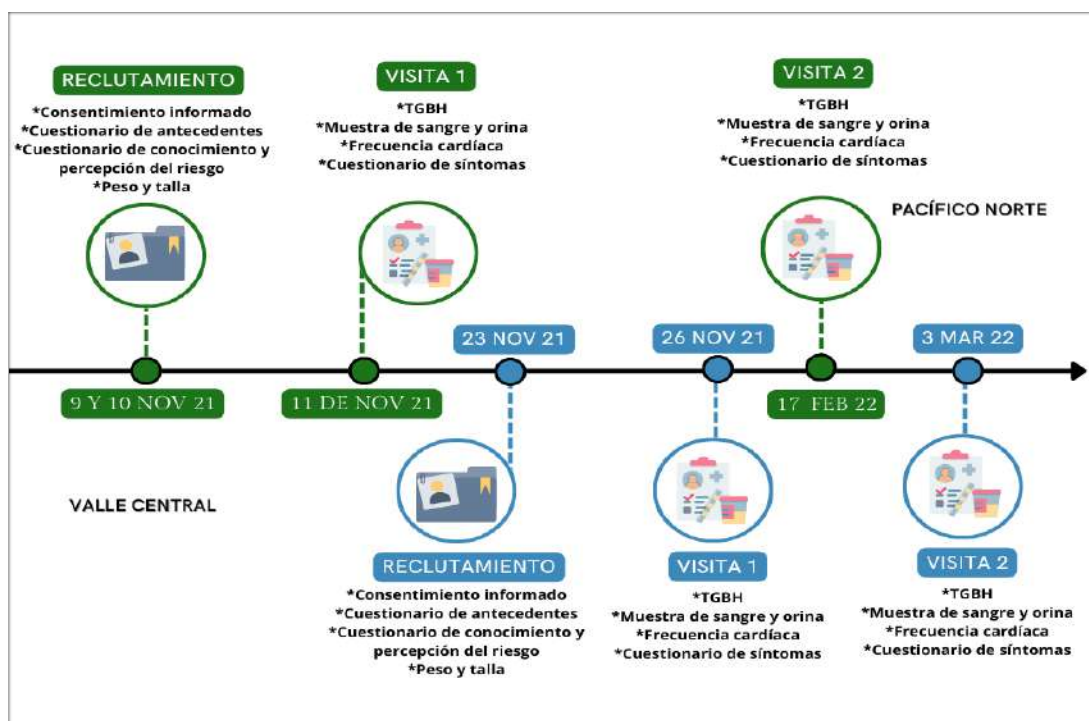 RECLUTAMIENTO
*Consentimiento informado
*Cuestionario de antecedentes
*Cuestionario de conocimiento y
percepción del riesgo
*Peso y talla
VISITA 1
*TGBH
*Muestra de sangre y orina
*Frecuencia cardíaca
*Cuestionario de síntomas
VISITA 2
*TGBH
*Muestra de sangre y orina
*Frecuencia cardíaca
*Cuestionario de síntomas
PACÍFICO NORTE
23 NOV 21
26 NOV 21
3 MAR 22
9 Y 10 NOV 21
11 DE NOV 21
17 FEB 22
VALLE CENTRAL
RECLUTAMIENTO
*Consentimiento informado
*Cuestionario de antecedentes
*Cuestionario de conocimiento y
percepción del riesgo
*Peso y talla
VISITA 1
*TGBH
*Muestra de sangre y orina
*Frecuencia cardíaca
*Cuestionario de síntomas
VISITA 2
*TGBH
*Muestra de sangre y orina
*Frecuencia cardíaca
*Cuestionario de síntomas